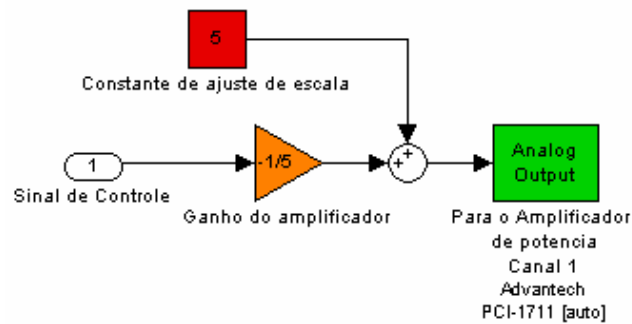 5
Constante de ajuste de escala
1
Sinal de Controle
-1/5
Ganho do amplificador
+
+
Analog
Output
Para o Amplificador
de potencia
Canal 1
Advantech
PCI-1711 [auto]